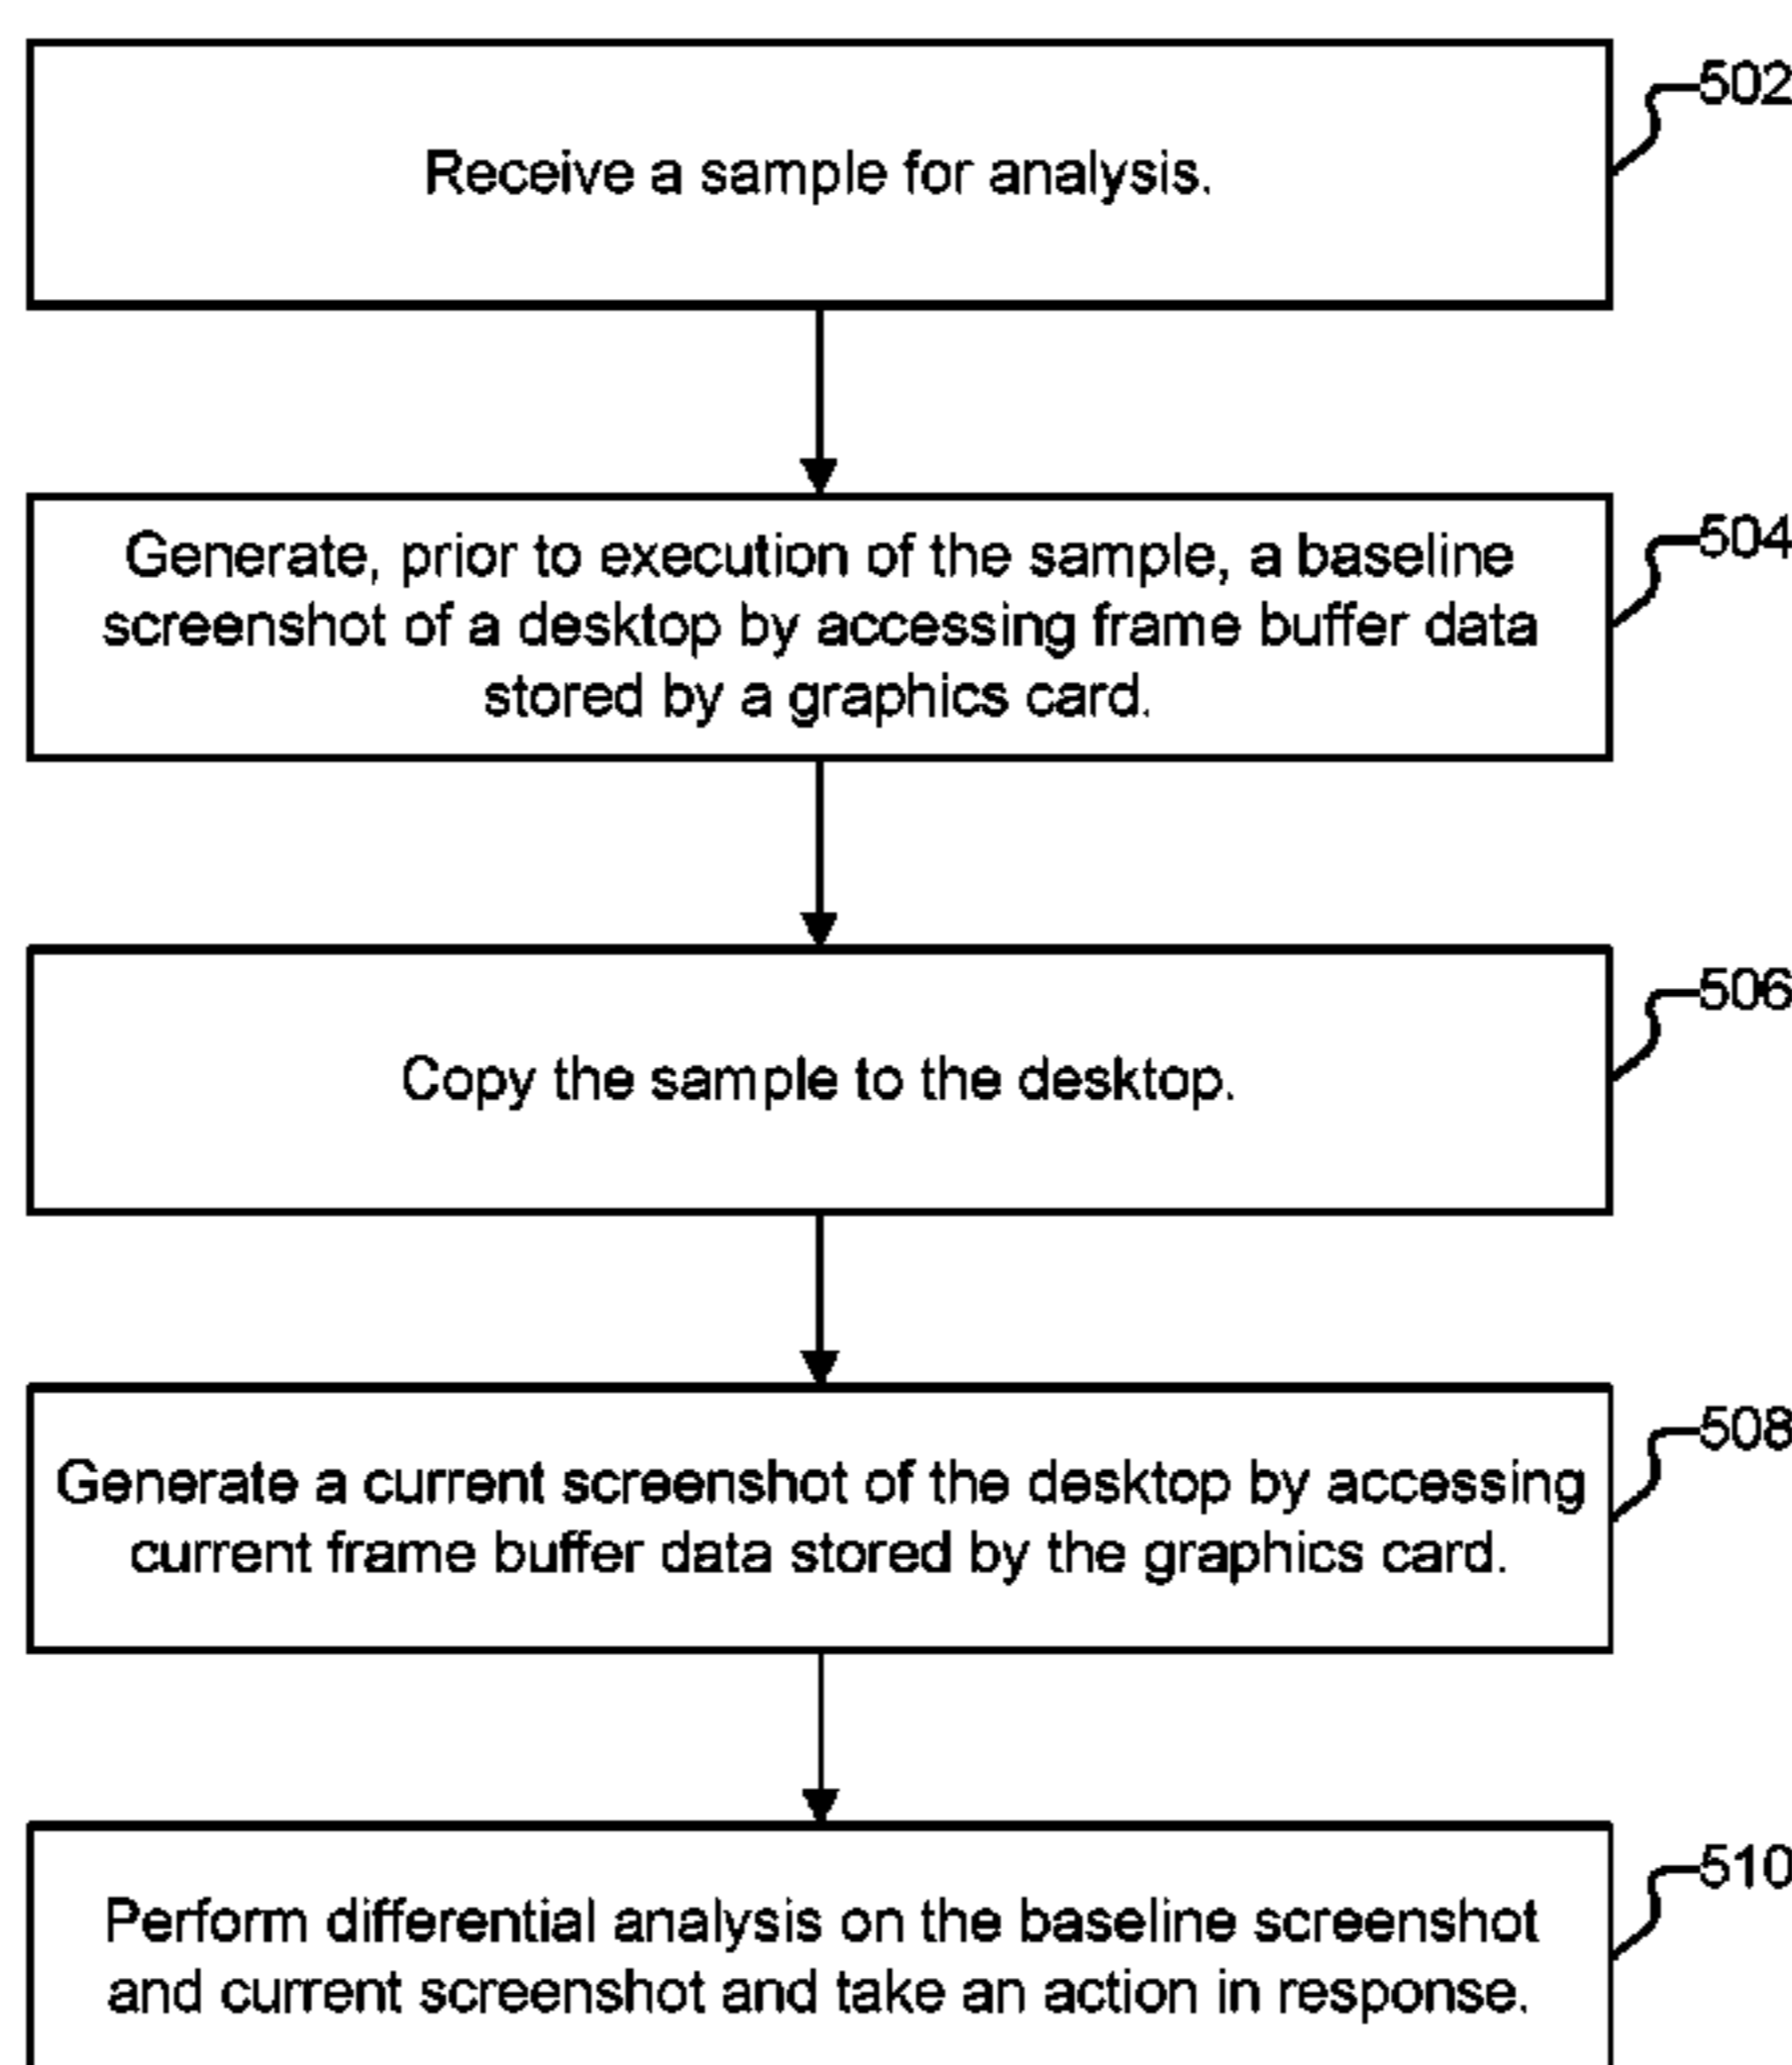 502
Receive a sample for analysis.
504
Generate, prior to execution of the sample, a baseline
screenshot of a desktop by accessing frame buffer data
stored by a graphics card.
506
Copy the sample to the desktop.
508
Generate a current screenshot of the desktop by accessing
current frame buffer data stored by the graphics card.
510
Perform differential analysis on the baseline screenshot
and current screenshot and take an action in response.